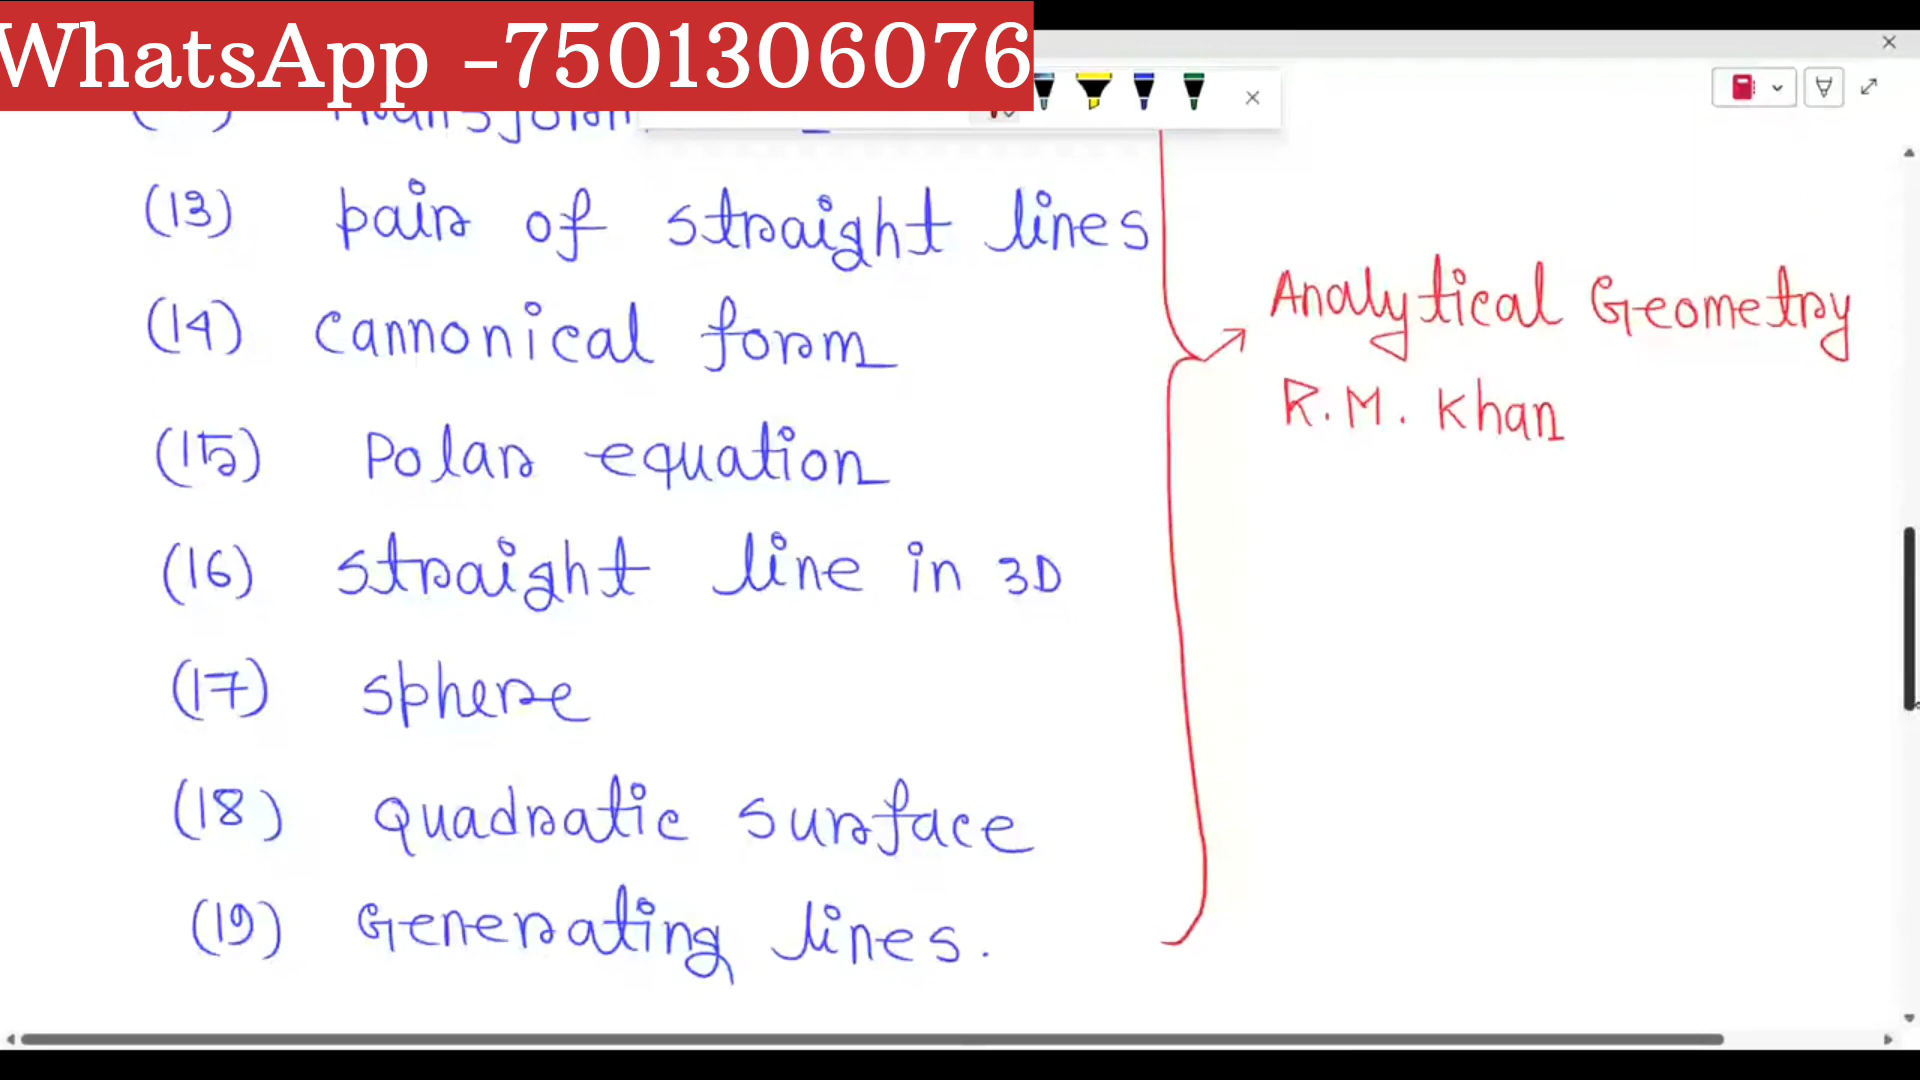 WhatsApp -7501306076
(13) pair of straight lines
(14) cannonical form
(15) Polar equation
(16) straight line in 3D
(17) sphere
(18) quadratic surface
(19) Generating lines.
Analytical Geometry
R.M. Khan